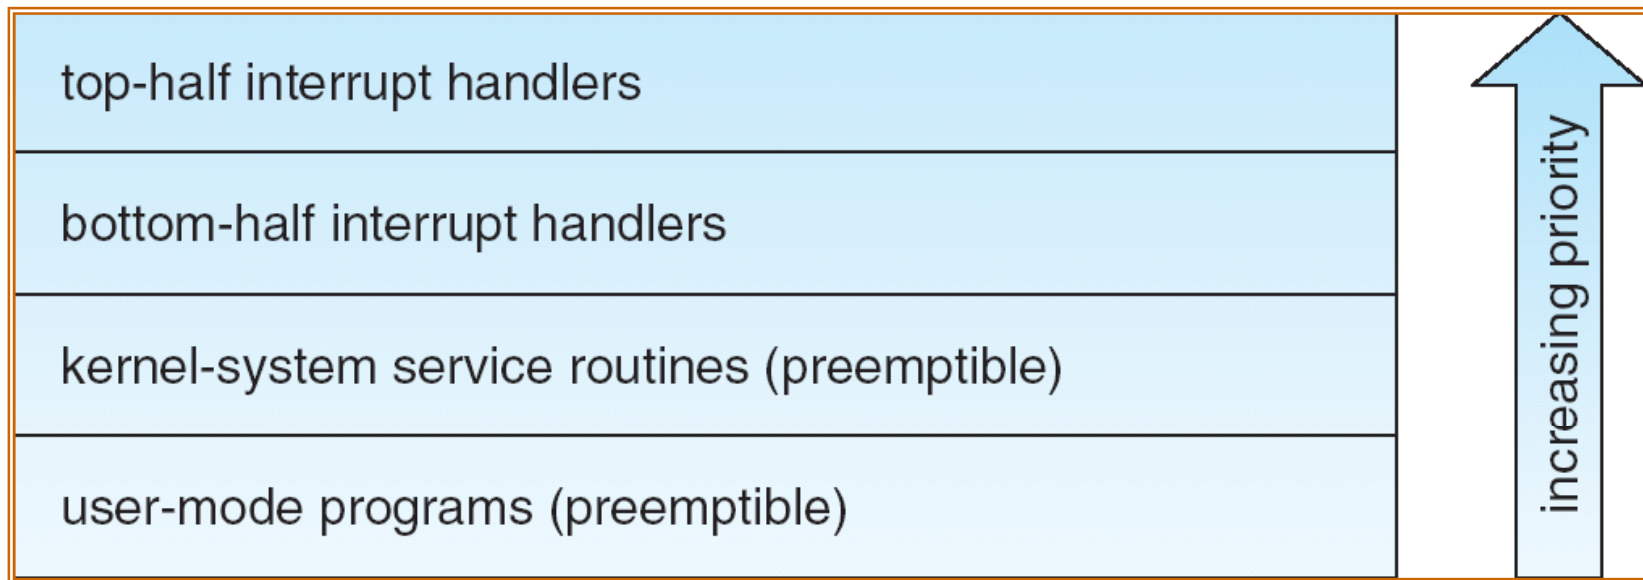 top-half interrupt handlers
bottom-half interrupt handlers
kernel-system service routines (preemptible)
user-mode programs (preemptible)
increasing priority